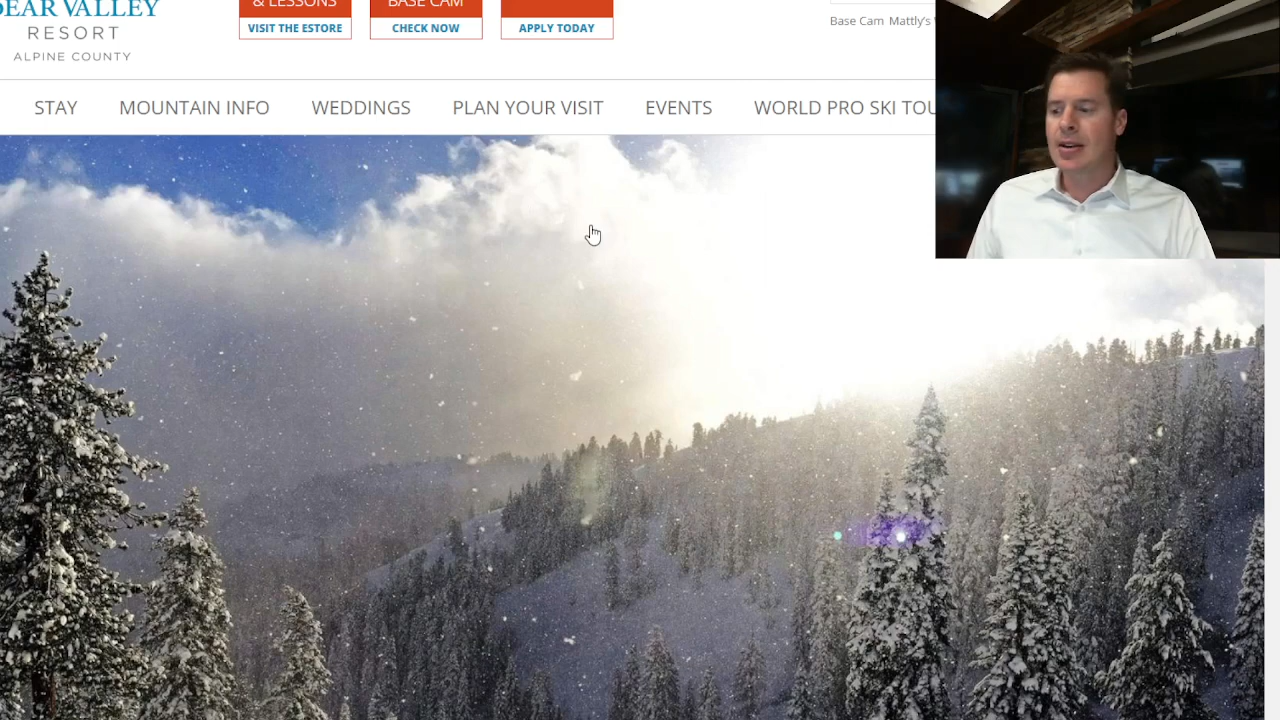 & LESSONS
VISIT THE ESTORE
BASE CAM
CHECK NOW
APPLY TODAY
Base Cam Mattly's
EAR VALLEY
RESORT
ALPINE COUNTY
STAY
MOUNTAIN INFO
WEDDINGS
PLAN YOUR VISIT
EVENTS
WORLD PRO SKI TOU